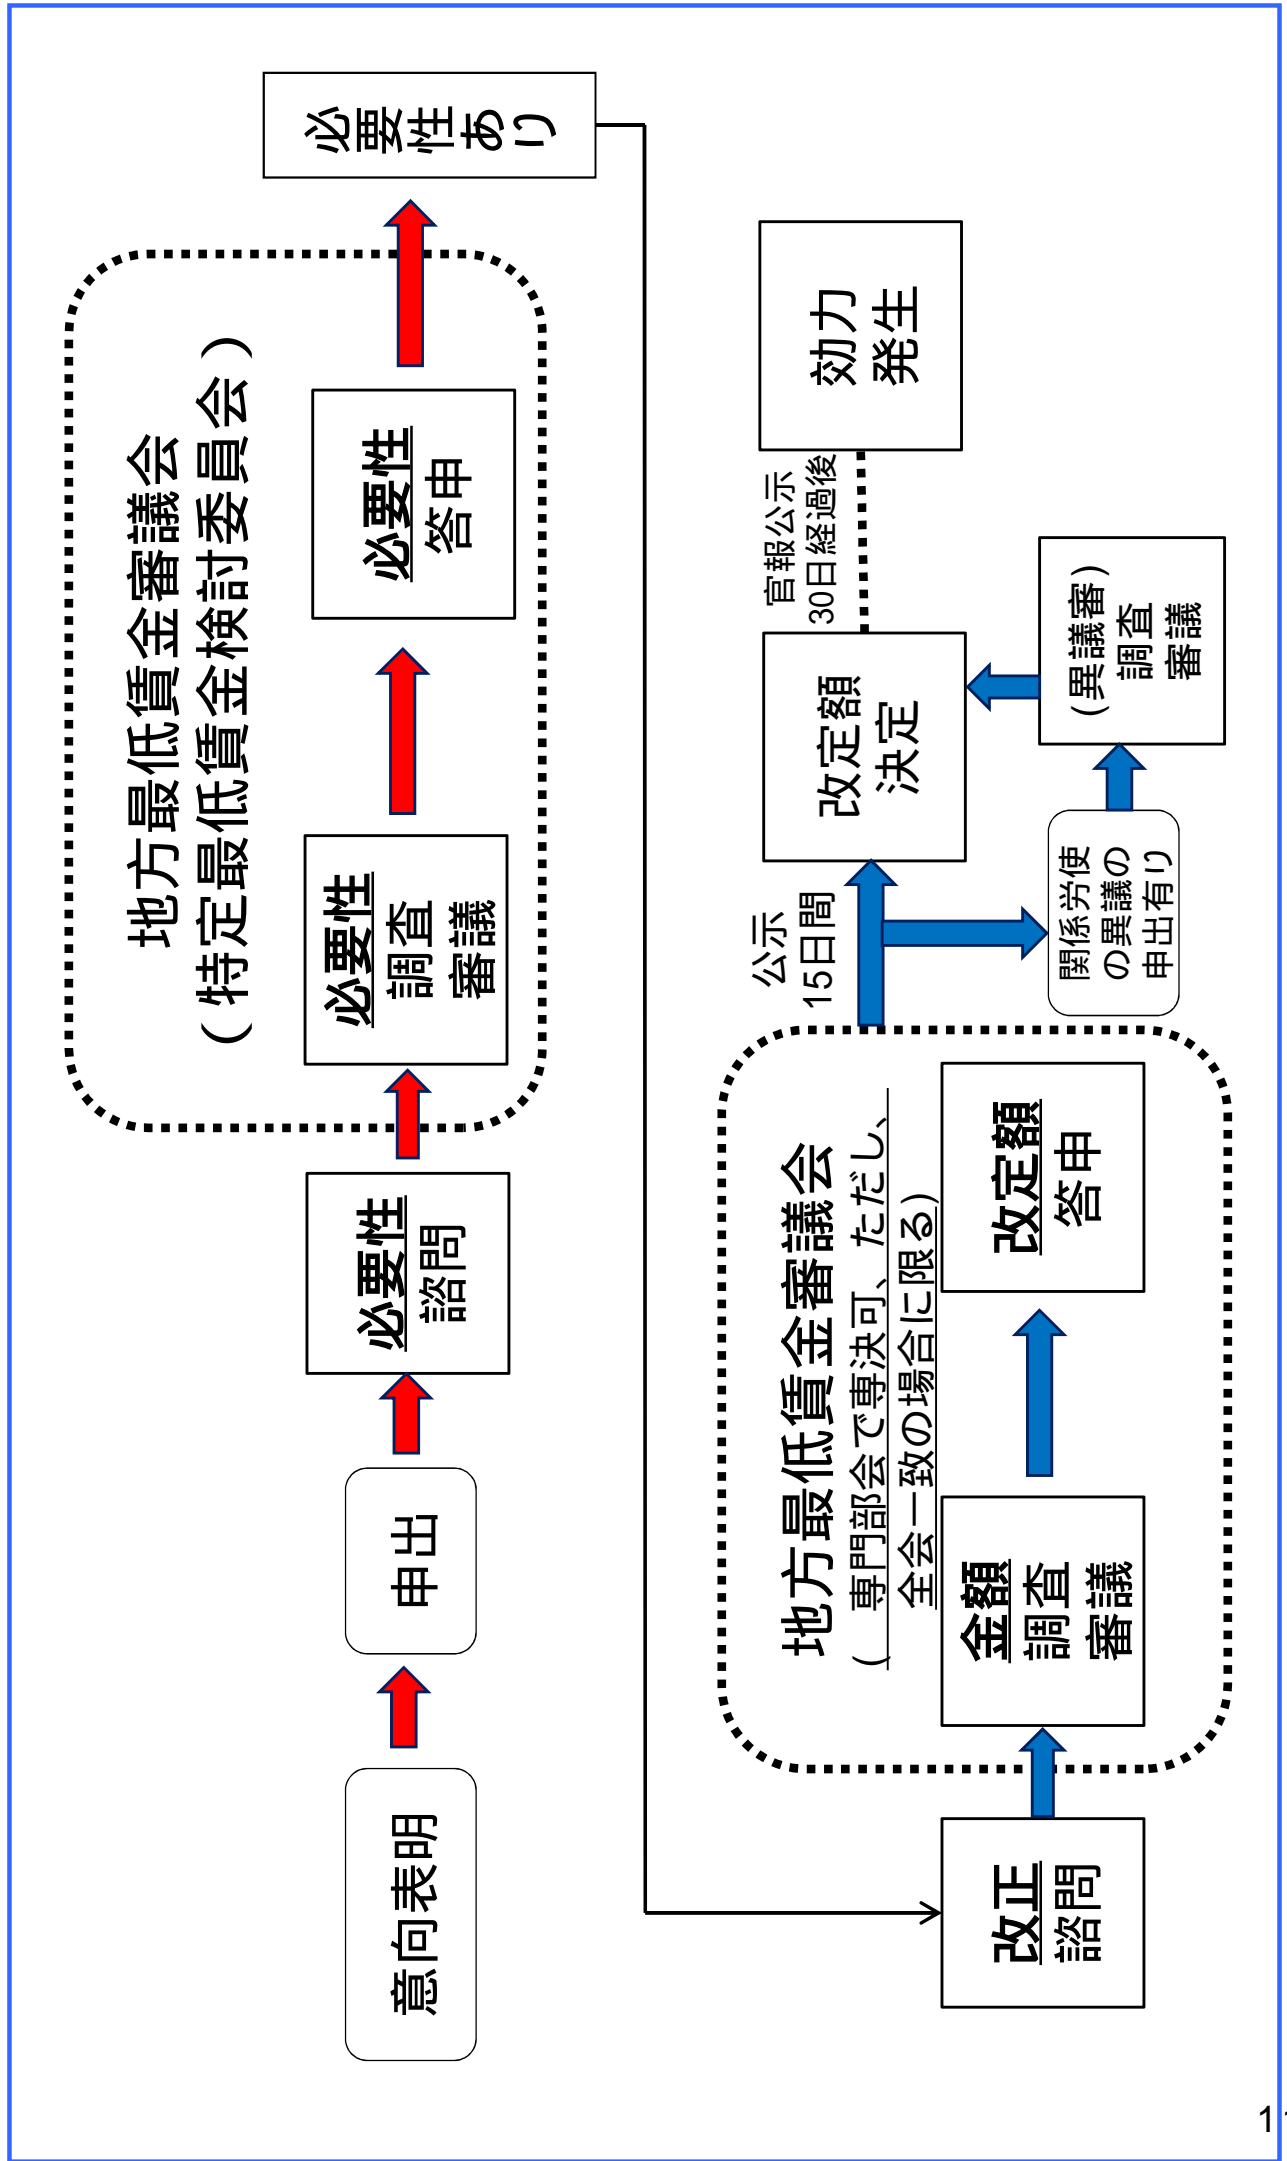 地方最低賃金審議会
（特定最低賃金検討委員会）
意向表明
申出
必要性
諮問
必要性
調査
審議
必要性
答申
必要性あり
地方最低賃金審議会
（専門部会で専決可、ただし、
全会一致の場合に限る）
改正
諮問
金額
調査
審議
改定額
答申
公示
15日間
関係労使
の異議の
申出有り
（異議審）
調査
審議
改定額
決定
官報公示
30日経過後
効力
発生